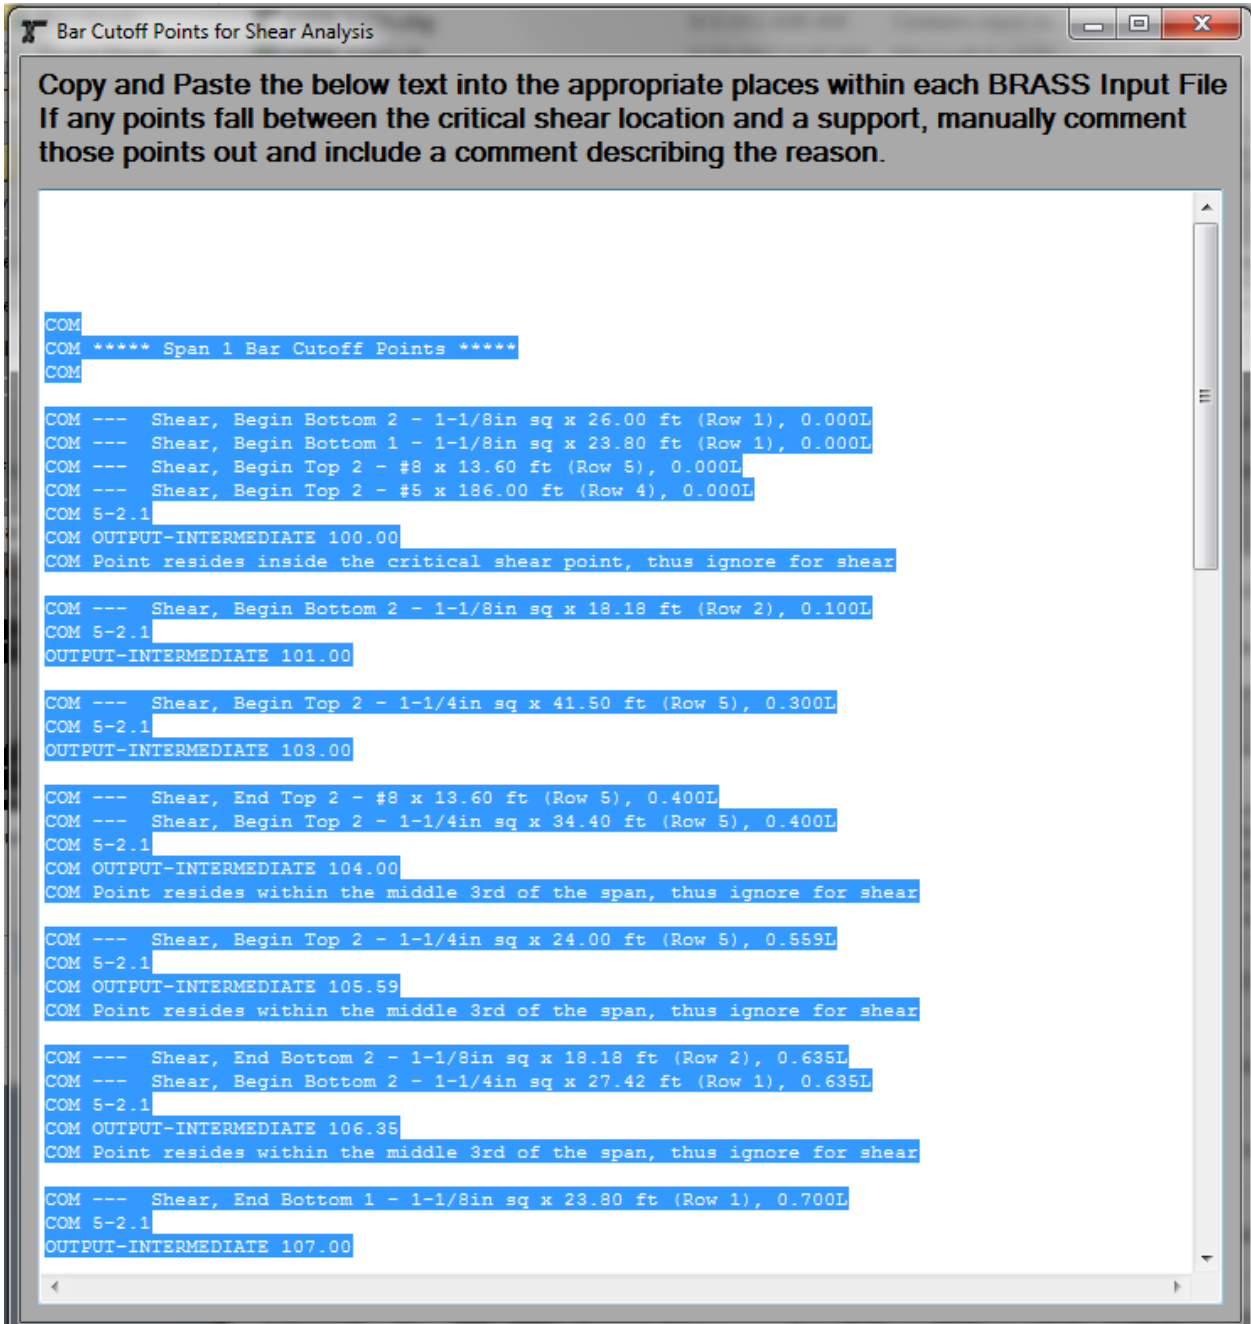 Bar Cutoff Points for Shear Analysis
Copy and Paste the below text into the appropriate places within each BRASS Input File
If any points fall between the critical shear location and a support, manually comment
those points out and include a comment describing the reason.
COM
COM ***** Span 1 Bar Cutoff Points *****
COM
COM --- Shear, Begin Bottom 2 - 1-1/8in sq x 26.00 ft (Row 1), 0.000L
COM --- Shear, Begin Bottom 1 - 1-1/8in sq x 23.80 ft (Row 1), 0.000L
COM --- Shear, Begin Top 2 - #8 x 13.60 ft (Row 5), 0.000L
COM --- Shear, Begin Top 2 - #5 x 186.00 ft (Row 4), 0.000L
COM 5-2.1
COM OUTPUT-INTERMEDIATE 100.00
COM Point resides inside the critical shear point, thus ignore for shear
COM --- Shear, Begin Bottom 2 - 1-1/8in sq x 18.18 ft (Row 2), 0.100L
COM 5-2.1
OUTPUT-INTERMEDIATE 101.00
COM --- Shear, Begin Top 2 - 1-1/4in sq x 41.50 ft (Row 5), 0.300L
COM 5-2.1
OUTPUT-INTERMEDIATE 103.00
COM --- Shear, End Top 2 - #8 x 13.60 ft (Row 5), 0.400L
COM --- Shear, Begin Top 2 - 1-1/4in sq x 34.40 ft (Row 5), 0.400L
COM 5-2.1
COM OUTPUT-INTERMEDIATE 104.00
COM Point resides within the middle 3rd of the span, thus ignore for shear
COM --- Shear, Begin Top 2 - 1-1/4in sq x 24.00 ft (Row 5), 0.559L
COM 5-2.1
COM OUTPUT-INTERMEDIATE 105.59
COM Point resides within the middle 3rd of the span, thus ignore for shear
COM --- Shear, End Bottom 2 - 1-1/8in sq x 18.18 ft (Row 2), 0.635L
COM --- Shear, Begin Bottom 2 - 1-1/4in sq x 27.42 ft (Row 1), 0.635L
COM 5-2.1
COM OUTPUT-INTERMEDIATE 106.35
COM Point resides within the middle 3rd of the span, thus ignore for shear
COM --- Shear, End Bottom 1 - 1-1/8in sq x 23.80 ft (Row 1), 0.700L
COM 5-2.1
OUTPUT-INTERMEDIATE 107.00